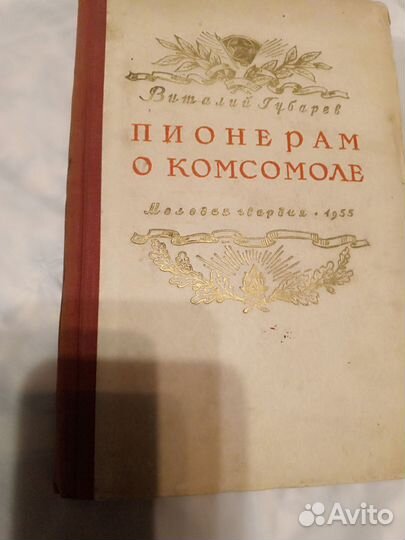 Виталий Губарев
ПИОНЕРАМ
О КОМСОМОЛЕ
Молодая гвардия • 1955
Avito